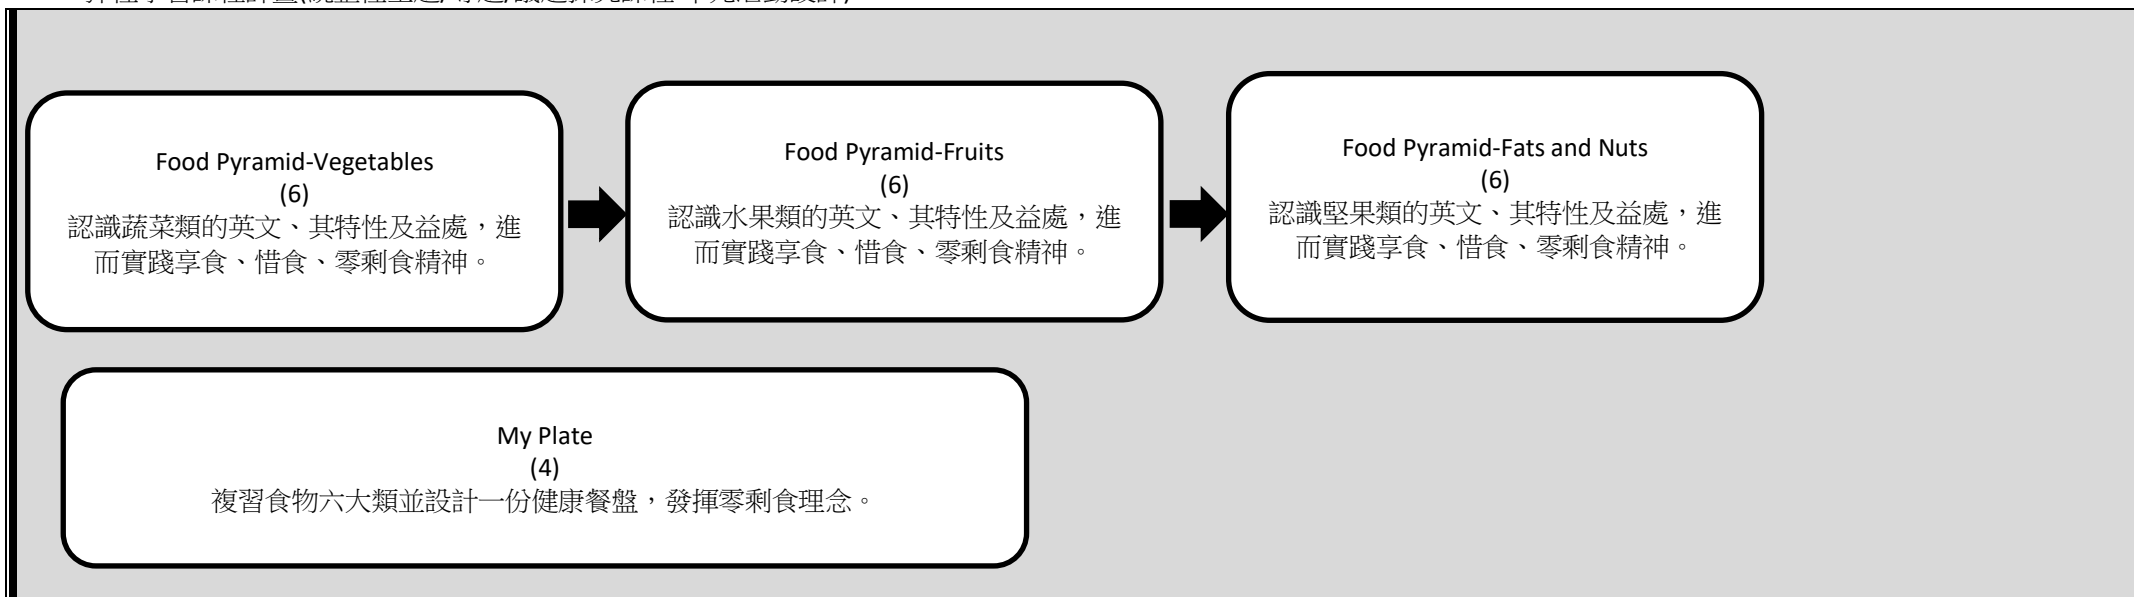 Food Pyramid-Vegetables
(6)
認識蔬菜類的英文、其特性及益處，進
而實踐享食、惜食、零剩食精神。
Food Pyramid-Fruits
(6)
認識水果類的英文、其特性及益處，進
而實踐享食、惜食、零剩食精神。
Food Pyramid-Fats and Nuts
(6)
認識堅果類的英文、其特性及益處，進
而實踐享食、惜食、零剩食精神。
My Plate
(4)
複習食物六大類並設計一份健康餐盤，發揮零剩食理念。